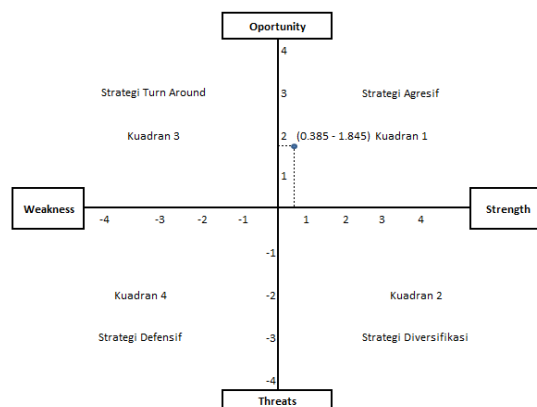 Oportunity
4
Strategi Turn Around
3
Strategi Agresif
Kuadran 3
2
(0.385 - 1.845) Kuadran 1
1
Weakness
-4 -3 -2 -1 1 2 3 4
Strength
-1
Kuadran 4
-2
Kuadran 2
Strategi Defensif
-3
Strategi Diversifikasi
-4
Threats